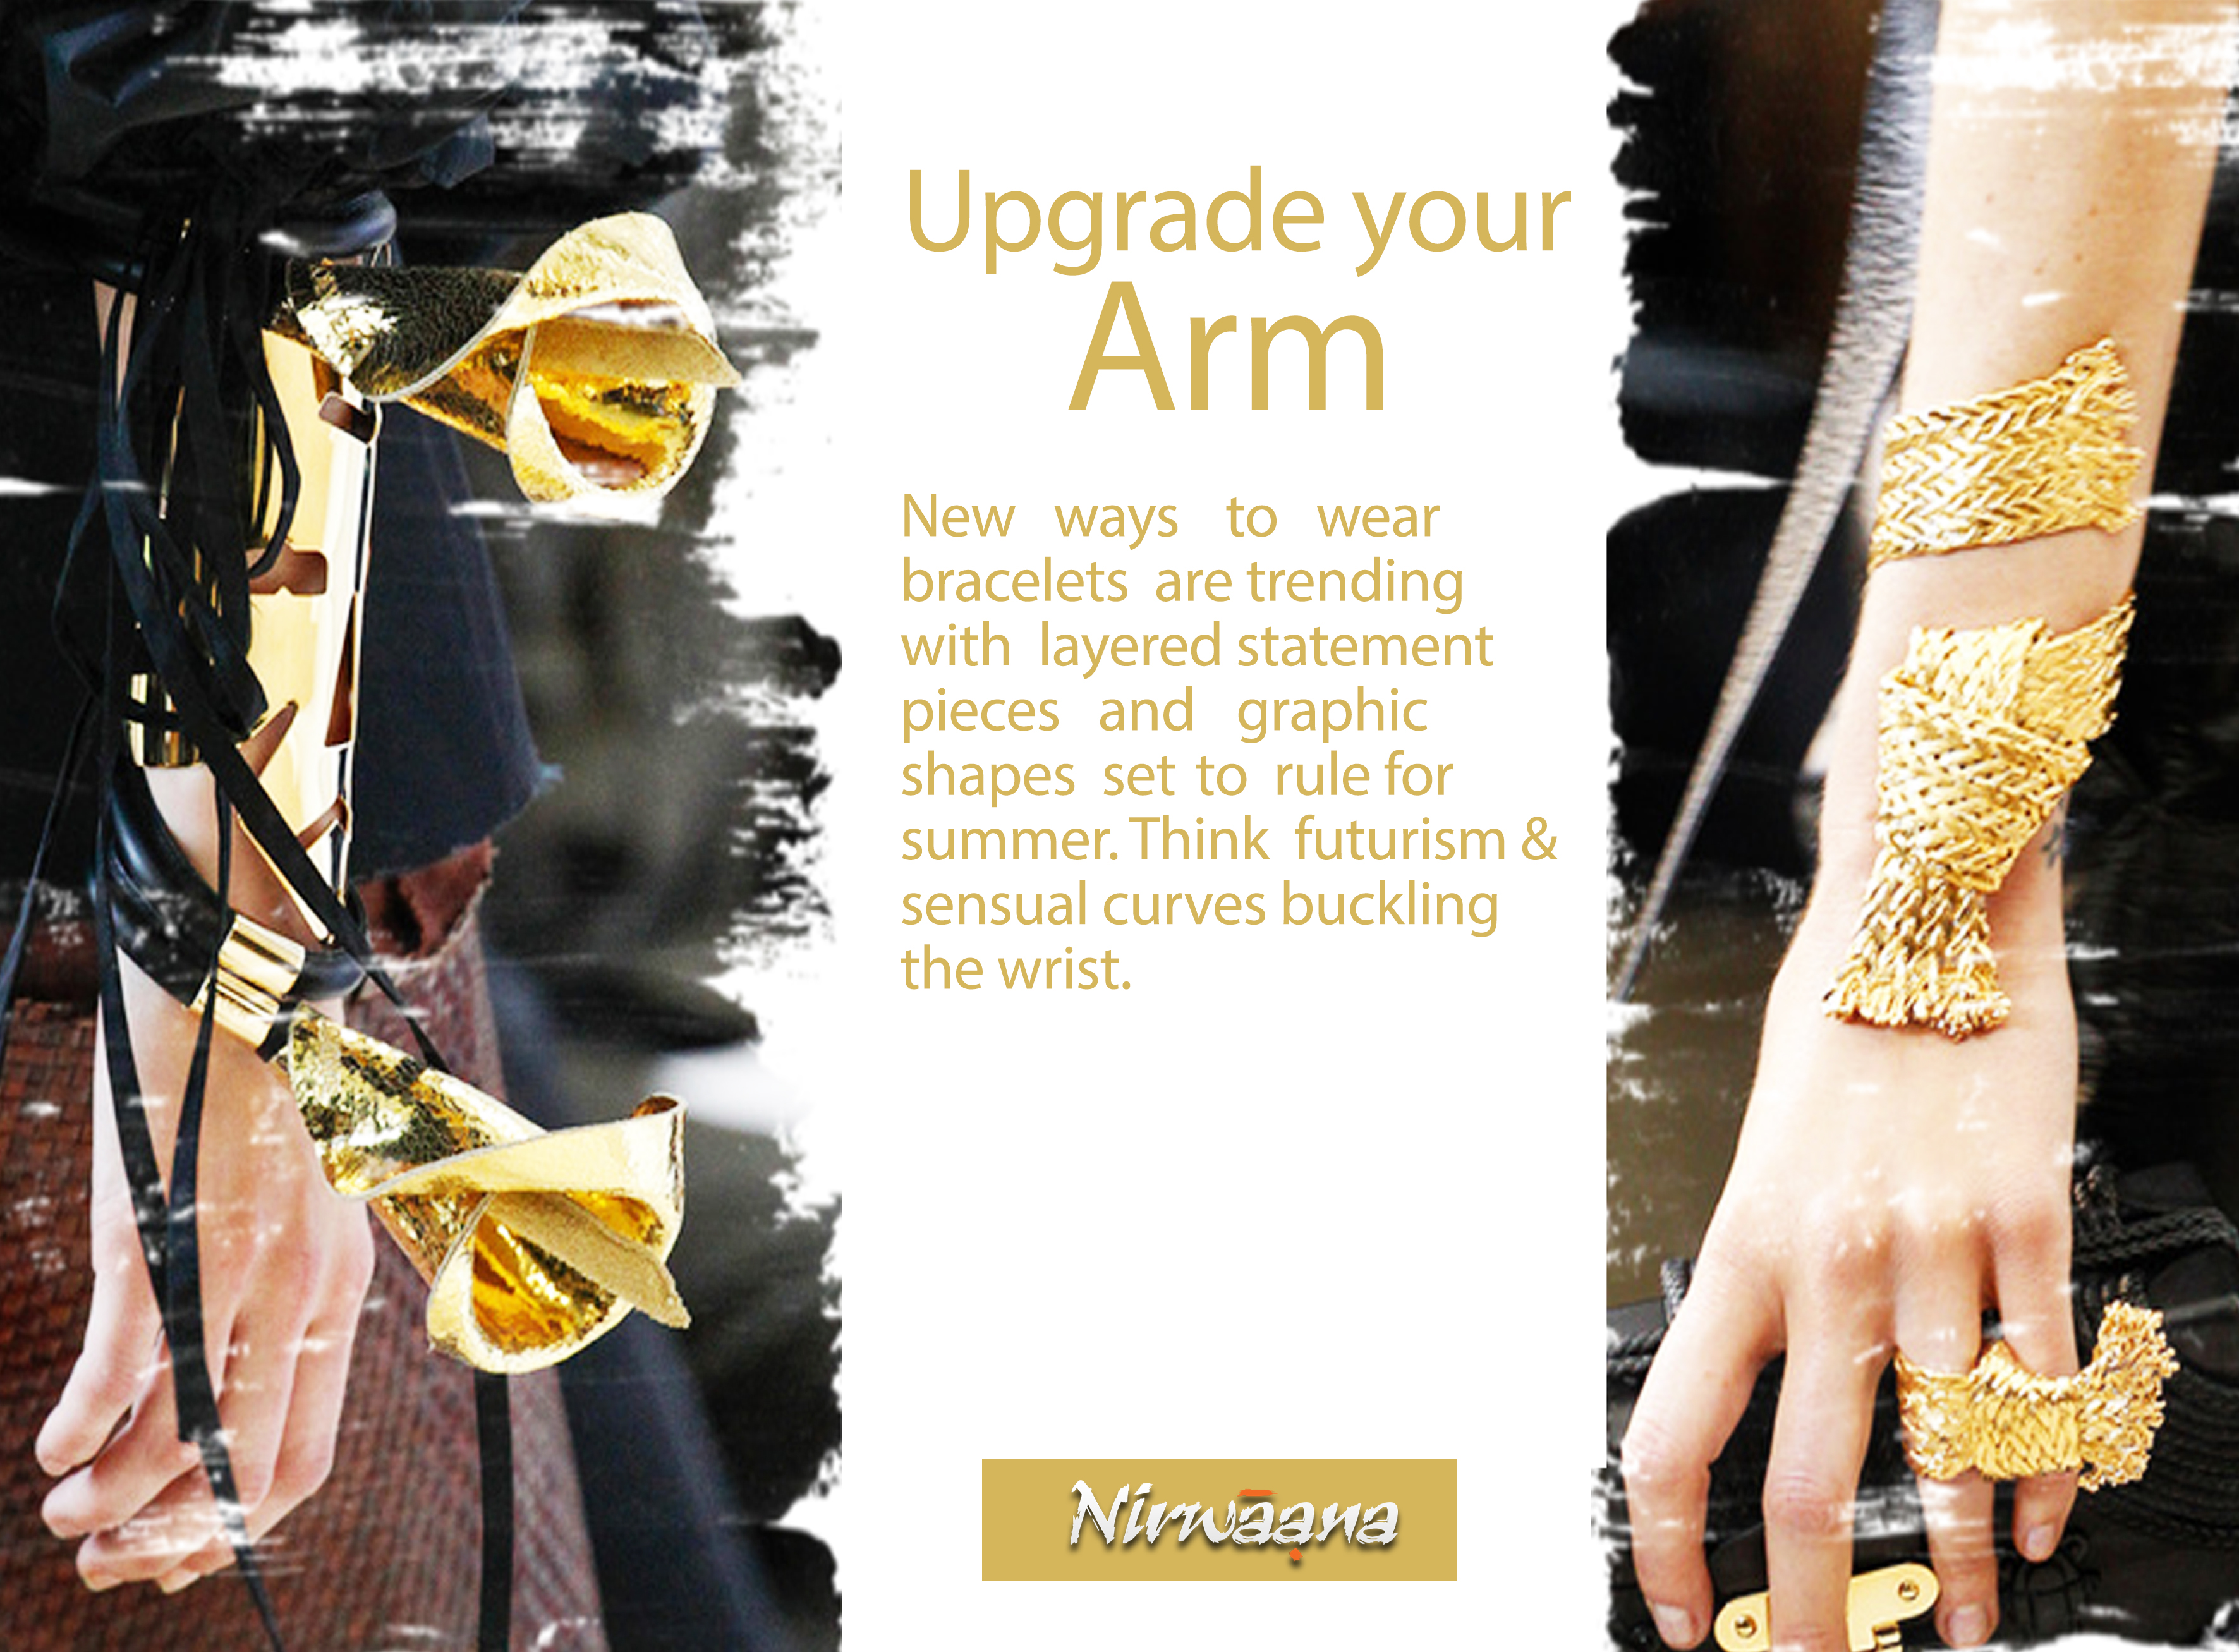 Upgrade your
Arm
New ways to wear
bracelets are trending
with layered statement
pieces and graphic
shapes set to rule for
summer. Think futurism &
sensual curves buckling
the wrist.
Nirwāạna